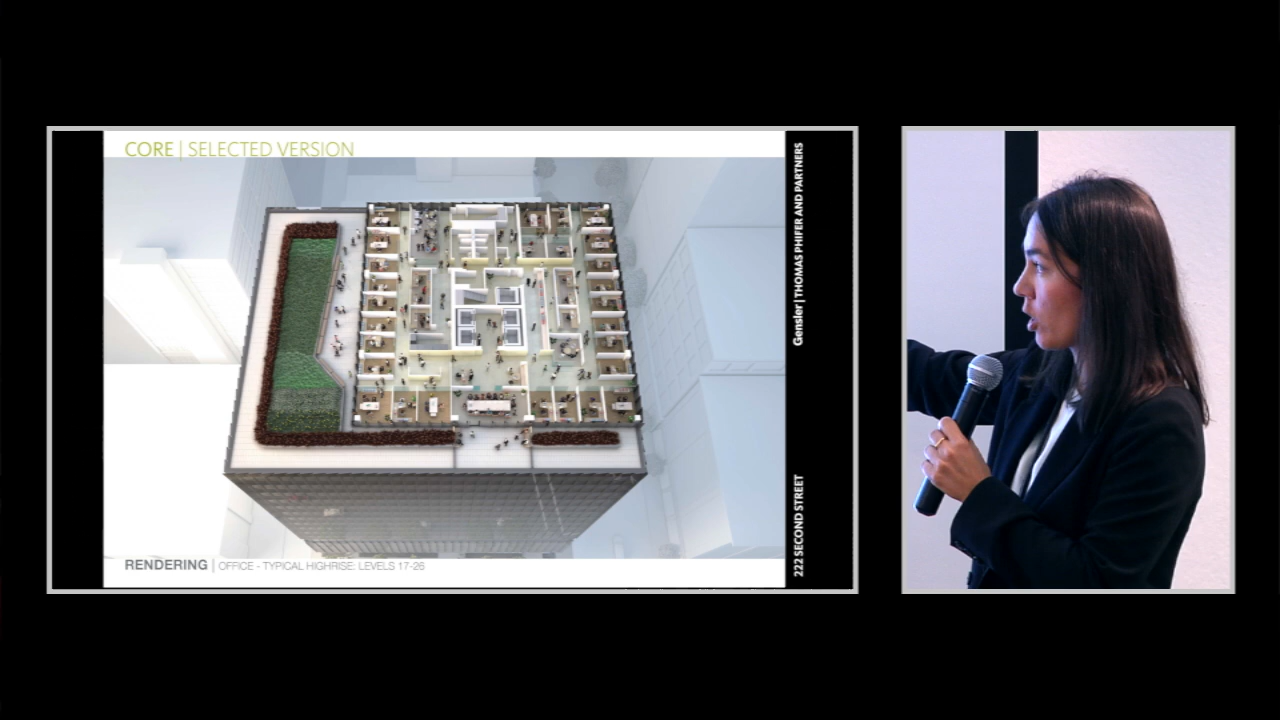 CORE | SELECTED VERSION
Gensler | THOMAS PHIFER AND PARTNERS
222 SECOND STREET
RENDERING | OFFICE - TYPICAL HIGHRISE: LEVELS 17-26